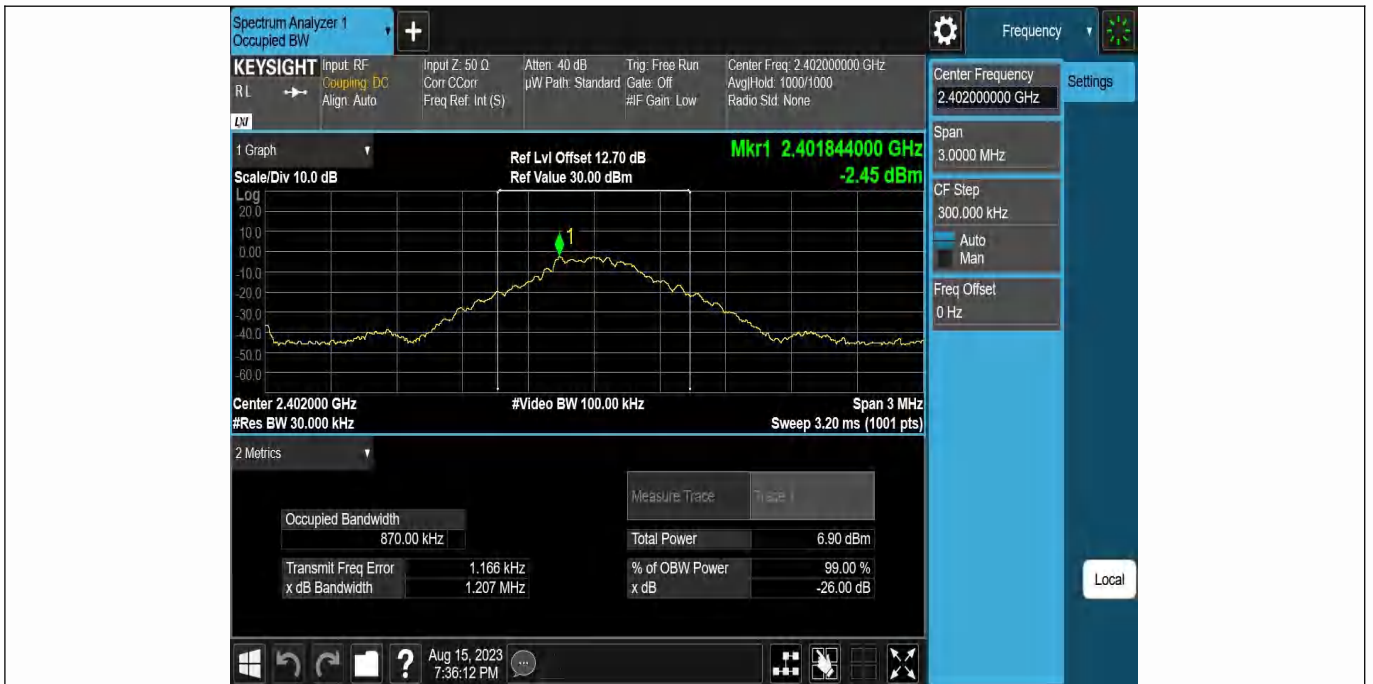 Spectrum Analyzer 1
Occupied BW
+
Frequency
KEYSIGHT
RL
LXI
Input: RF
Coupling: DC
Align: Auto
Input Z: 50 Ω
Corr CCorr
Freq Ref: Int (S)
Atten: 40 dB
µW Path: Standard
Trig: Free Run
Gate: Off
#IF Gain: Low
Center Freq: 2.402000000 GHz
Avg|Hold: 1000/1000
Radio Std: None
Center Frequency
2.402000000 GHz
Settings
Span
3.0000 MHz
CF Step
300.000 kHz
Auto
Man
Freq Offset
0 Hz
Local
1 Graph
Scale/Div 10.0 dB
Ref Lvl Offset 12.70 dB
Ref Value 30.00 dBm
Mkr1 2.401844000 GHz
-2.45 dBm
Log
20.0
10.0
0.00
-10.0
-20.0
-30.0
-40.0
-50.0
-60.0
1
Center 2.402000 GHz
#Res BW 30.000 kHz
#Video BW 100.00 kHz
Span 3 MHz
Sweep 3.20 ms (1001 pts)
2 Metrics
Measure Trace
Trace 1
Occupied Bandwidth
870.00 kHz
Total Power 6.90 dBm
Transmit Freq Error 1.166 kHz
% of OBW Power 99.00 %
x dB Bandwidth 1.207 MHz
x dB -26.00 dB
?
Aug 15, 2023
7:36:12 PM